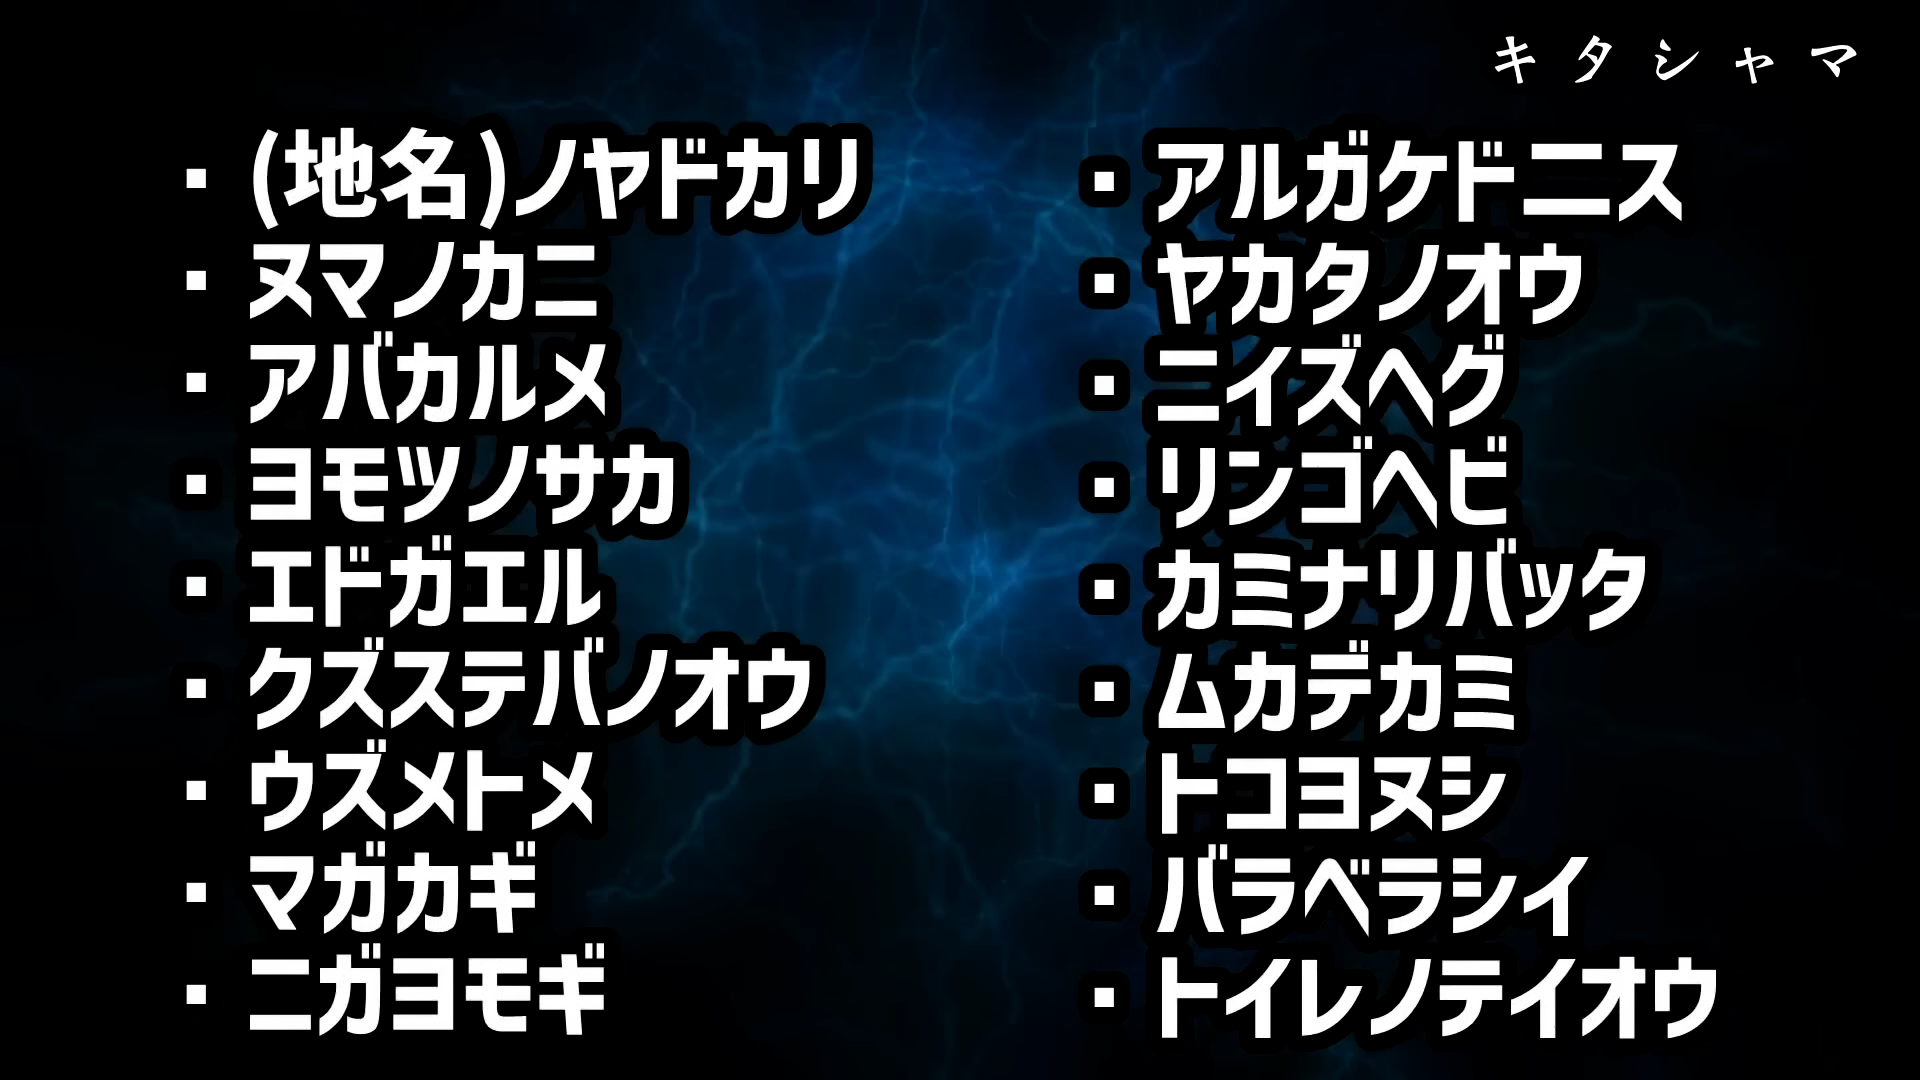 キタシャマ
・(地名)ノヤドカリ
・ヌマノカニ
・アバカルメ
・ヨモツノサカ
・エドガエル
・クズステバノオウ
・ウズメトメ
・マガカギ
・ニガヨモギ
・アルガケドニス
・ヤカタノオウ
・ニイズヘグ
・リンゴヘビ
・カミナリバッタ
・ムカデカミ
・トコヨヌシ
・バラベラシイ
・トイレノテイオウ